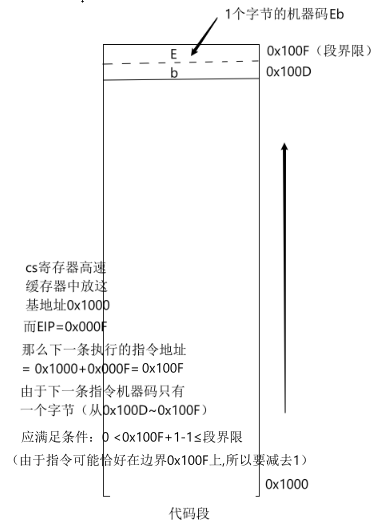 1个字节的机器码Eb
E
0x100F（段界限）
b
0x100D
cs寄存器高速
缓存器中放这
基地址0x1000
而EIP=0x000F
那么下一条执行的指令地址
= 0x1000+0x000F= 0x100F
由于下一条指令机器码只有
一个字节（从0x100D~0x100F）
应满足条件：0 <0x100F+1-1≤段界限
（由于指令可能恰好在边界0x100F上,所以要减去1）
0x1000
代码段